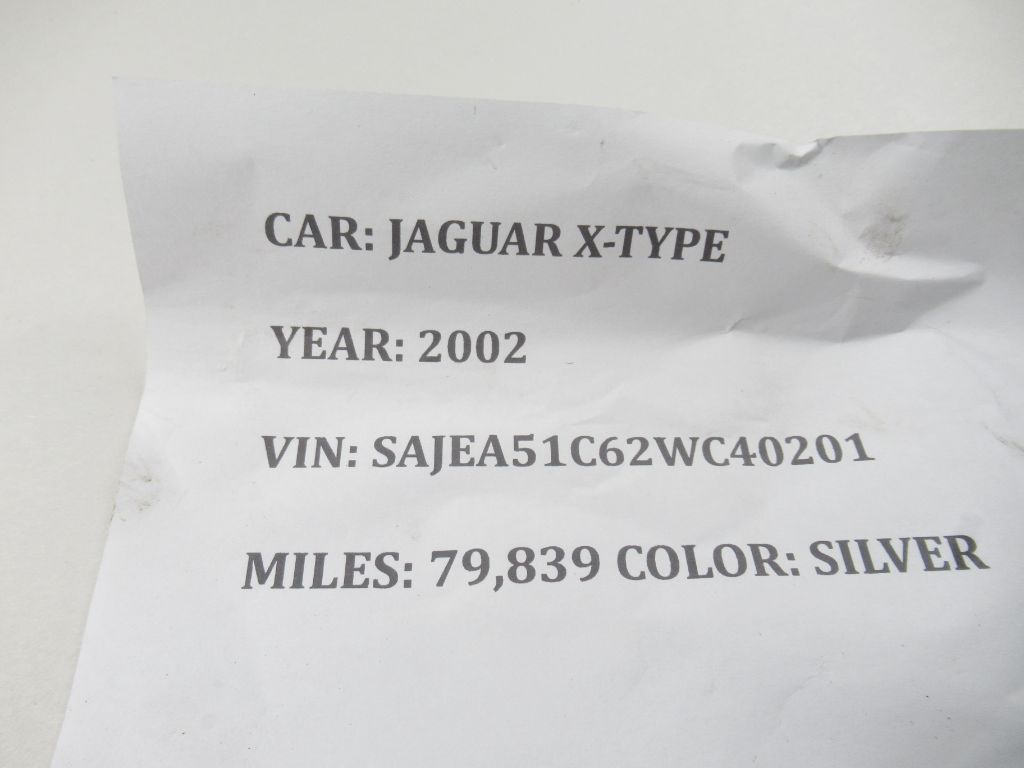 CAR: JAGUAR X-TYPE
YEAR: 2002
VIN: SAJEA51C62WC40201
MILES: 79,839 COLOR: SILVER